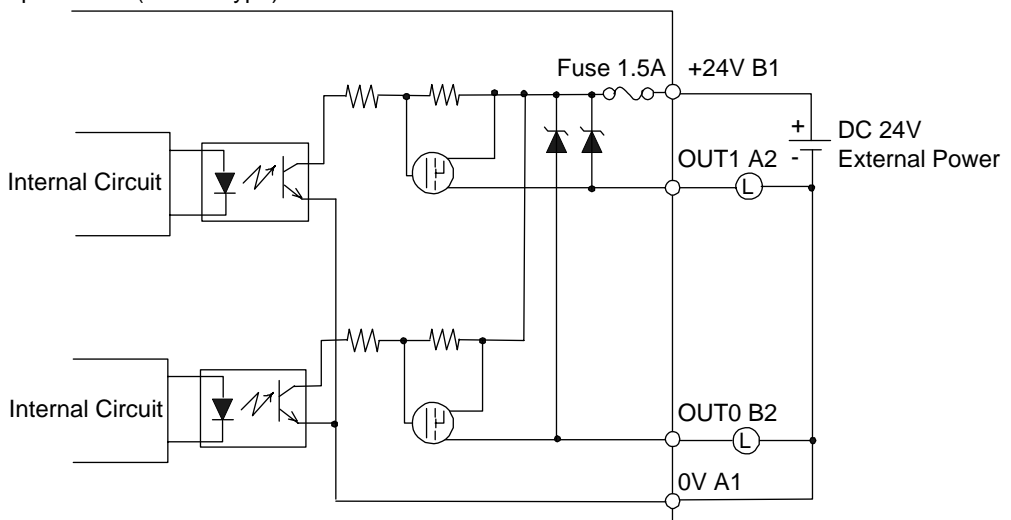 Fuse 1.5A
+24V B1
+
-
DC 24V
External Power
OUT1 A2
L
Internal Circuit
Internal Circuit
OUT0 B2
L
0V A1